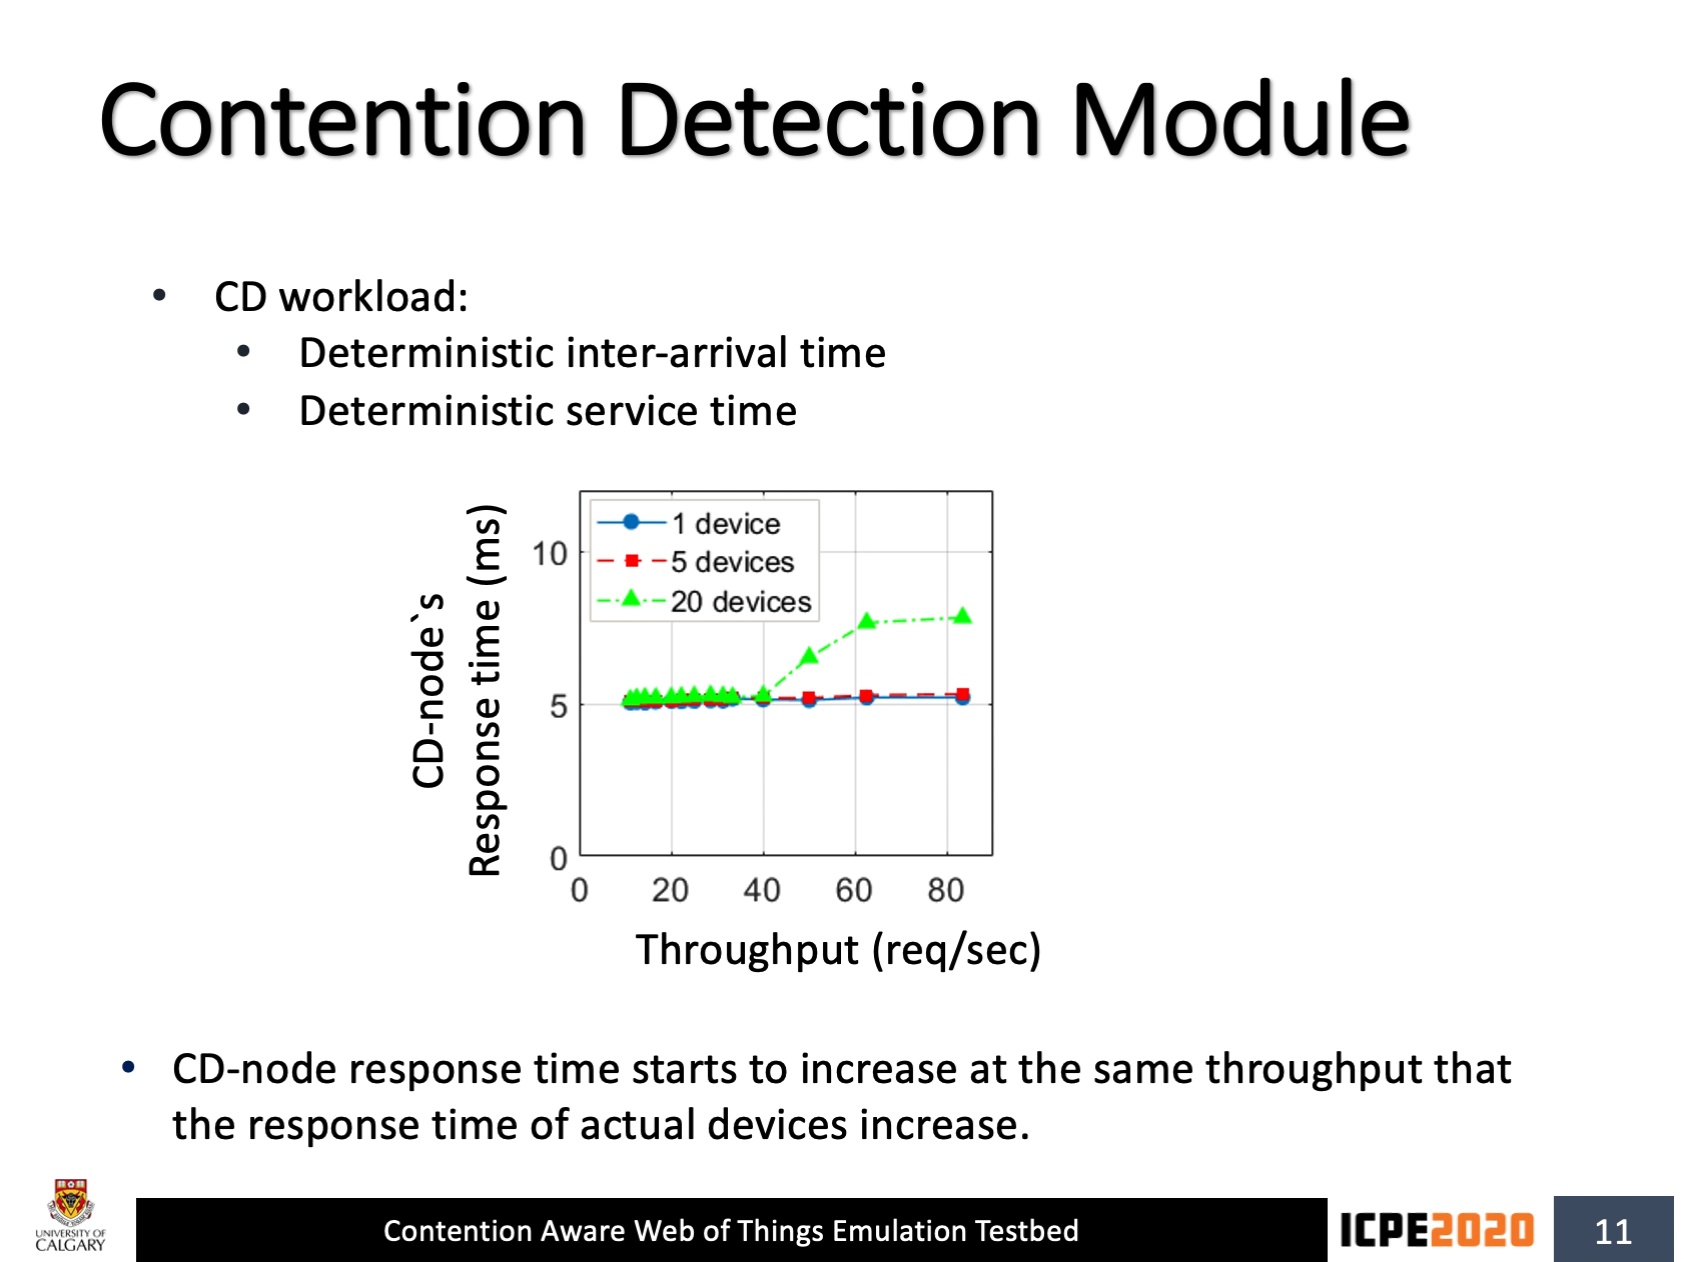 Contention Detection Module
• CD workload:
• Deterministic inter-arrival time
• Deterministic service time
CD-node`s
Response time (ms)
10
5
0
1 device
5 devices
20 devices
0 20 40 60 80
Throughput (req/sec)
• CD-node response time starts to increase at the same throughput that
the response time of actual devices increase.
UNIVERSITY OF
CALGARY
Contention Aware Web of Things Emulation Testbed
ICPE2020
11